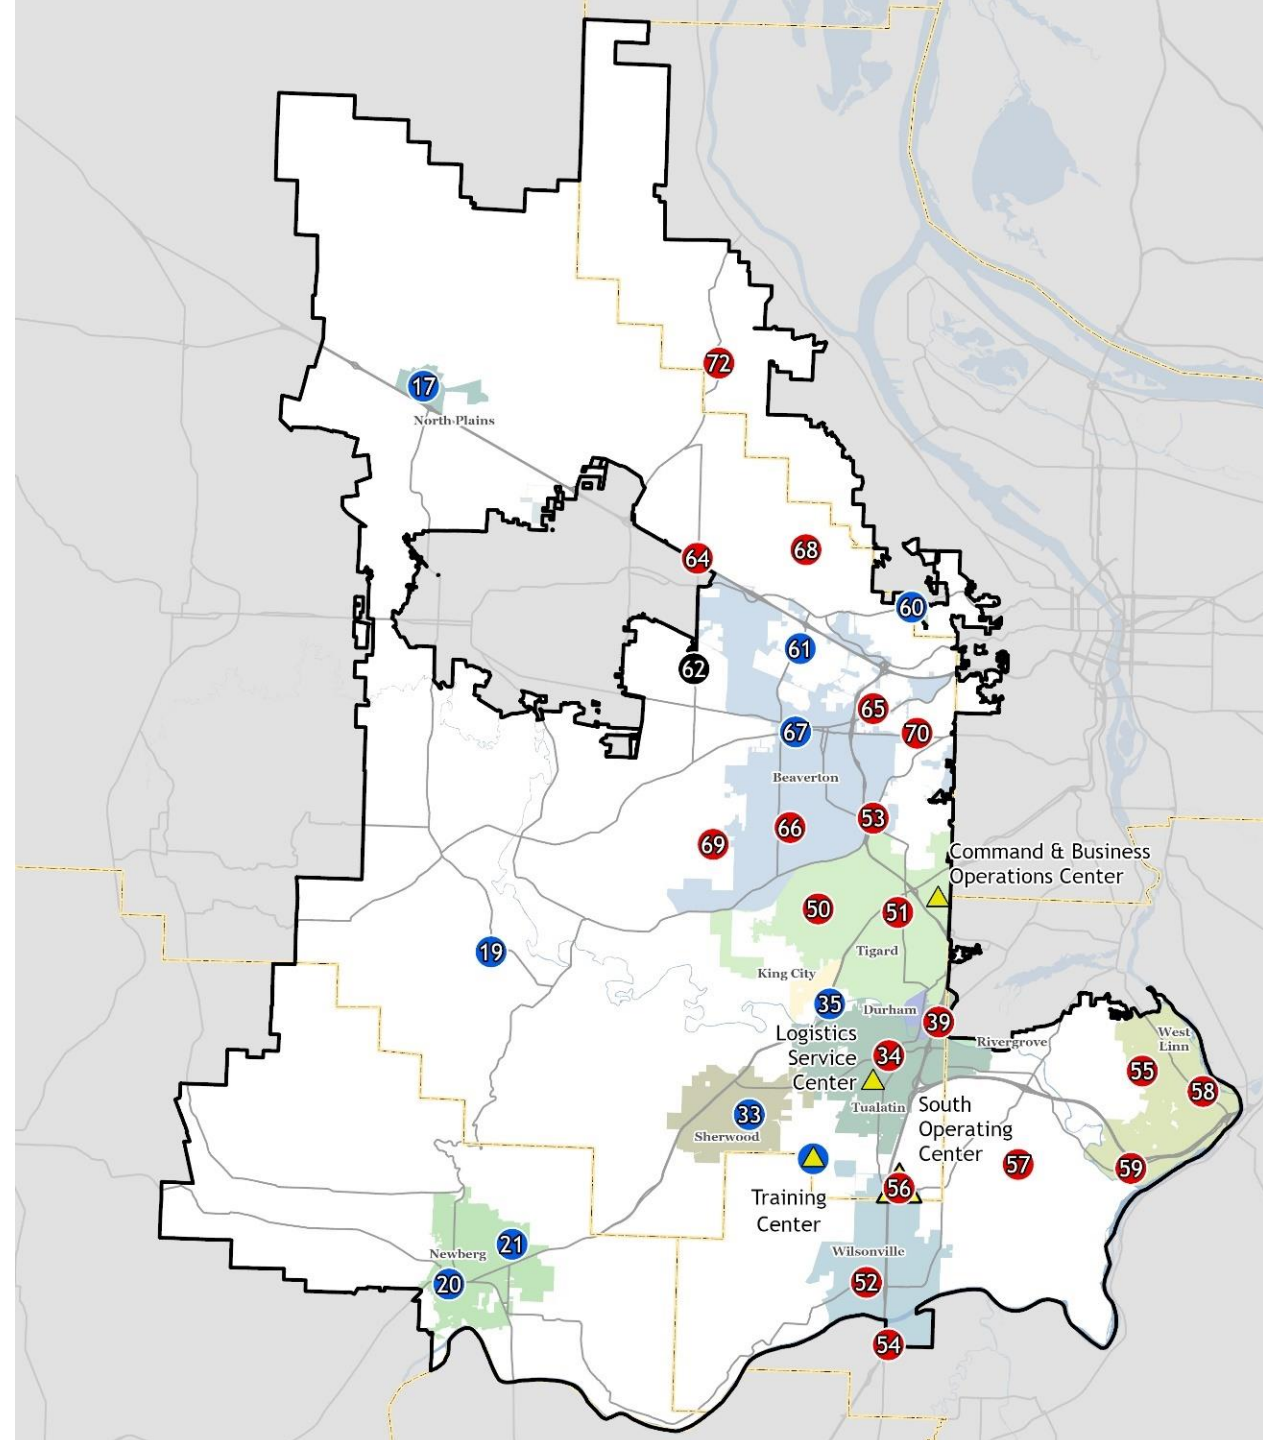 72
17
North Plains
64
68
60
61
62
65
70
67
Beaverton
53
66
69
Command & Business
Operations Center
50
51
19
Tigard
King City
35
Durham
39
Logistics
Service
Center
34
Rivergrove
West
Linn
55
58
Tualatin
33
Sherwood
South
Operating
Center
57
59
56
Training
Center
21
Newberg
20
Wilsonville
52
54